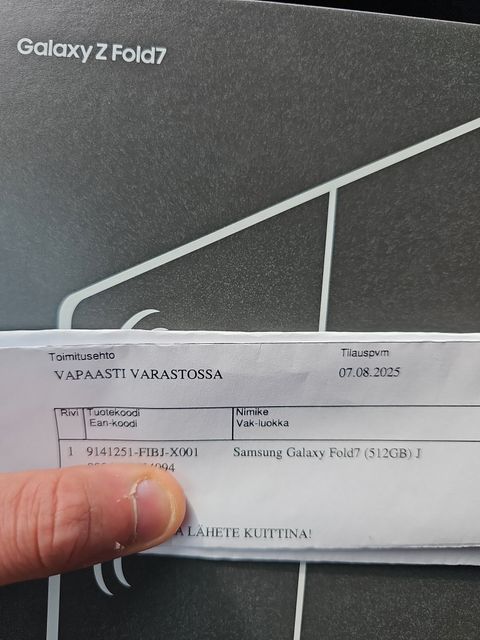 Galaxy Z Fold7
Toimitusehto Tilauspvm
VAPAASTI VARASTOSSA 07.08.2025
Rivi Tuotekoodi Nimike
Ean-koodi Vak-luokka
1 9141251-FIBJ-X001 Samsung Galaxy Fold7 (512GB) J
LÄHETE KUITTINA!